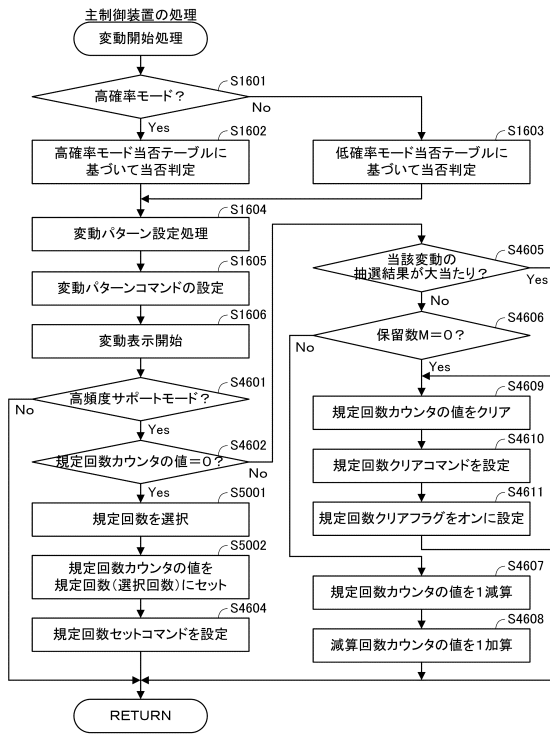 主制御装置の処理
変動開始処理
S1601
高確率モード？
No
Yes
S1602
高確率モード当否テーブルに
基づいて当否判定
S1603
低確率モード当否テーブルに
基づいて当否判定
S1604
変動パターン設定処理
S1605
変動パターンコマンドの設定
S1606
変動表示開始
S4601
高頻度サポートモード？
No
Yes
S4602
規定回数カウンタの値＝０？
No
Yes
S5001
規定回数を選択
S5002
規定回数カウンタの値を
規定回数（選択回数）にセット
S4604
規定回数セットコマンドを設定
S4605
当該変動の
抽選結果が大当たり？
Yes
No
S4606
保留数M＝０？
No
Yes
S4609
規定回数カウンタの値をクリア
S4610
規定回数クリアコマンドを設定
S4611
規定回数クリアフラグをオンに設定
S4607
規定回数カウンタの値を１減算
S4608
減算回数カウンタの値を１加算
RETURN